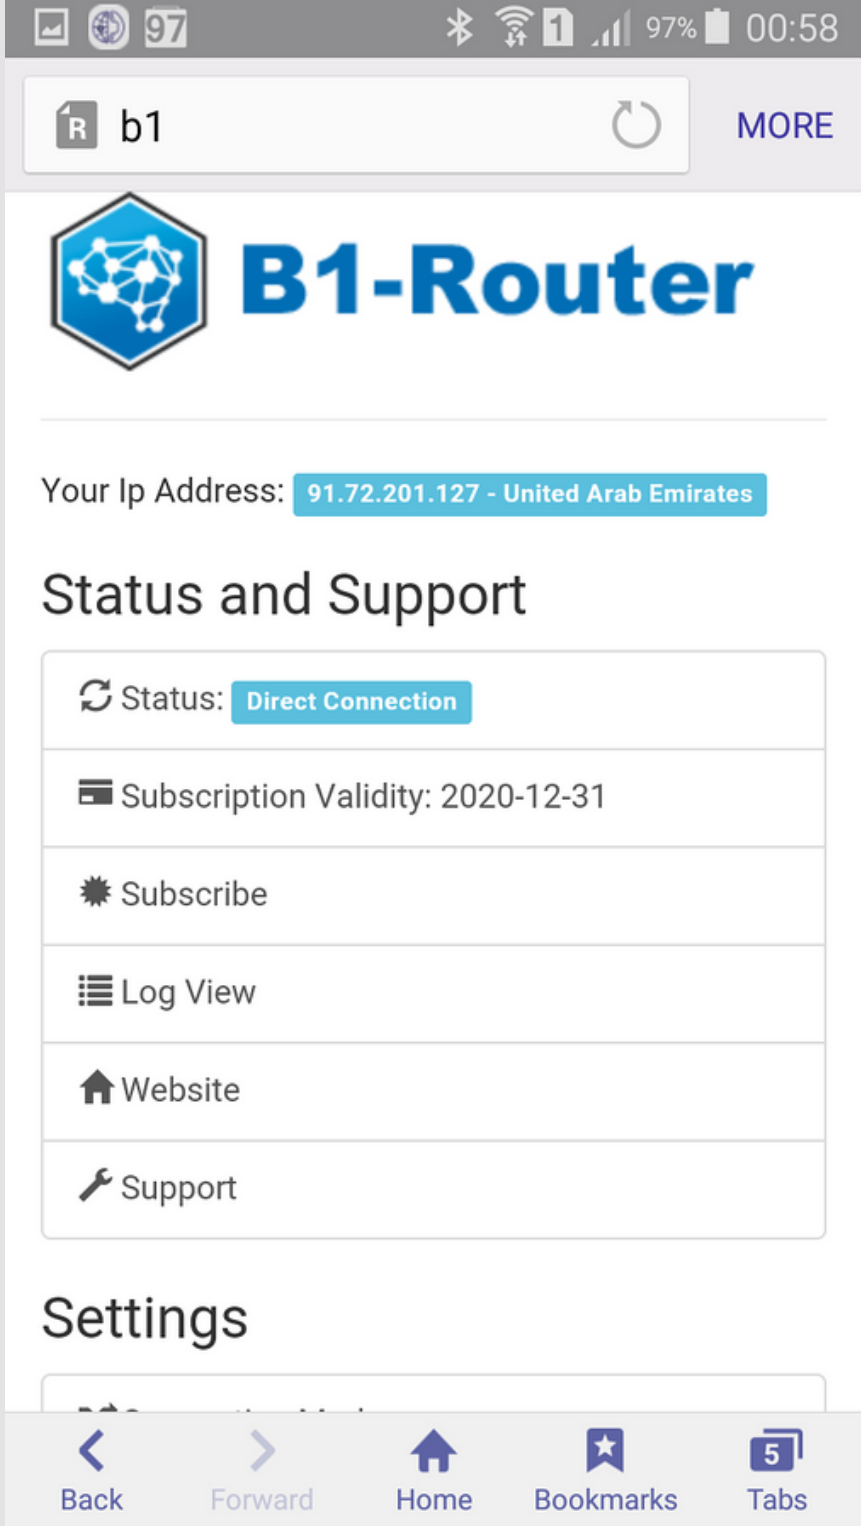 97 1 97% 00:58
R b1 MORE
B1-Router
Your Ip Address: 91.72.201.127 - United Arab Emirates
Status and Support
Status: Direct Connection
Subscription Validity: 2020-12-31
Subscribe
Log View
Website
Support
Settings
5
Back Forward Home Bookmarks Tabs